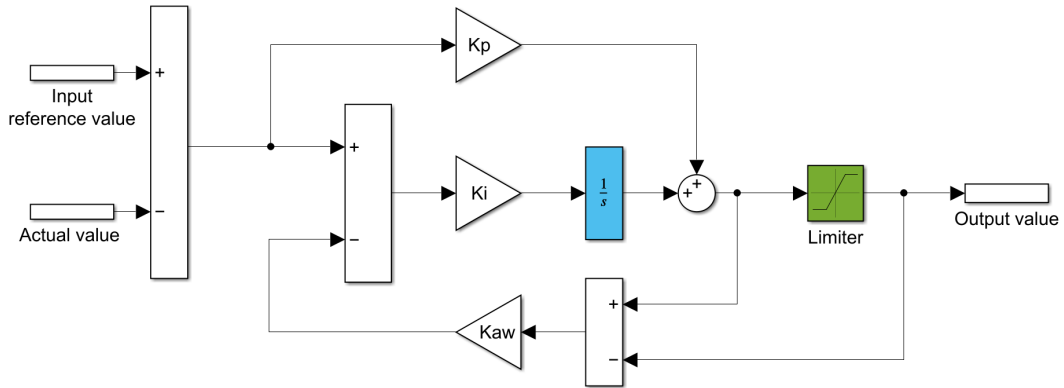 Kp
+
Input
reference value
+
++
Ki
1
s
−
Actual value
−
Limiter
Output value
+
Kaw
−